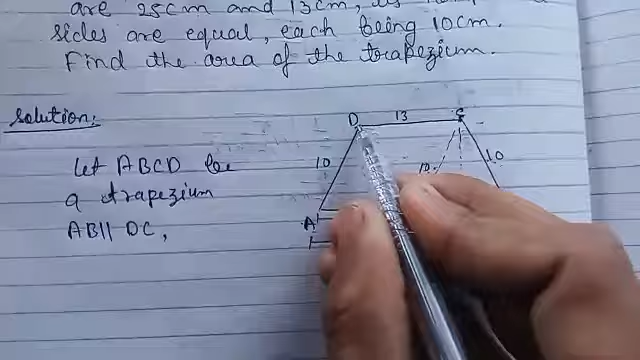 are 25cm and 13cm, its
sides are equal, each being 10cm.
Find the area of the trapezium.
Solution:
D 13 C
let ABCD be
10 10 10
a trapezium
A
AB || DC,